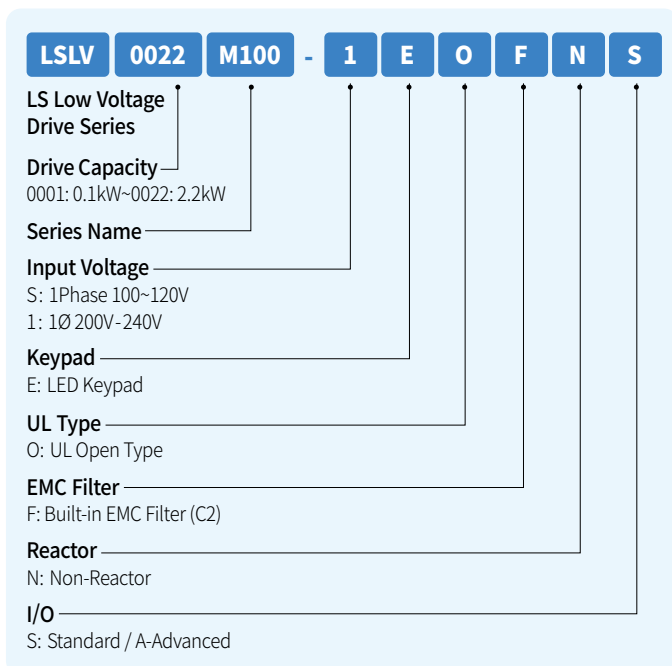 LSLV 0022 M100 - 1 E O F N S
LS Low Voltage
Drive Series
Drive Capacity
0001: 0.1kW~0022: 2.2kW
Series Name
Input Voltage
S: 1Phase 100~120V
1: 1Ø 200V-240V
Keypad
E: LED Keypad
UL Type
O: UL Open Type
EMC Filter
F: Built-in EMC Filter (C2)
Reactor
N: Non-Reactor
I/O
S: Standard / A-Advanced